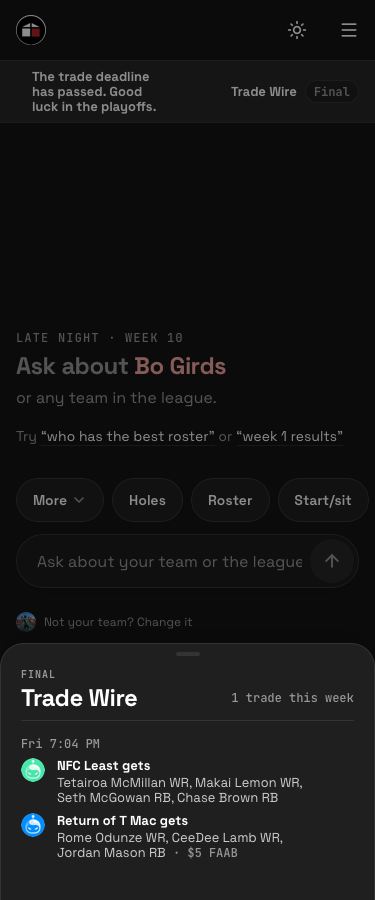 The trade deadline
has passed. Good
luck in the playoffs.
Trade Wire Final
LATE NIGHT · WEEK 10
Ask about Bo Girds
or any team in the league.
Try “who has the best roster” or “week 1 results”
More Holes Roster Start/sit
Ask about your team or the league
Not your team? Change it
FINAL
Trade Wire 1 trade this week
Fri 7:04 PM
NFC Least gets
Tetairoa McMillan WR, Makai Lemon WR,
Seth McGowan RB, Chase Brown RB
Return of T Mac gets
Rome Odunze WR, CeeDee Lamb WR,
Jordan Mason RB · $5 FAAB